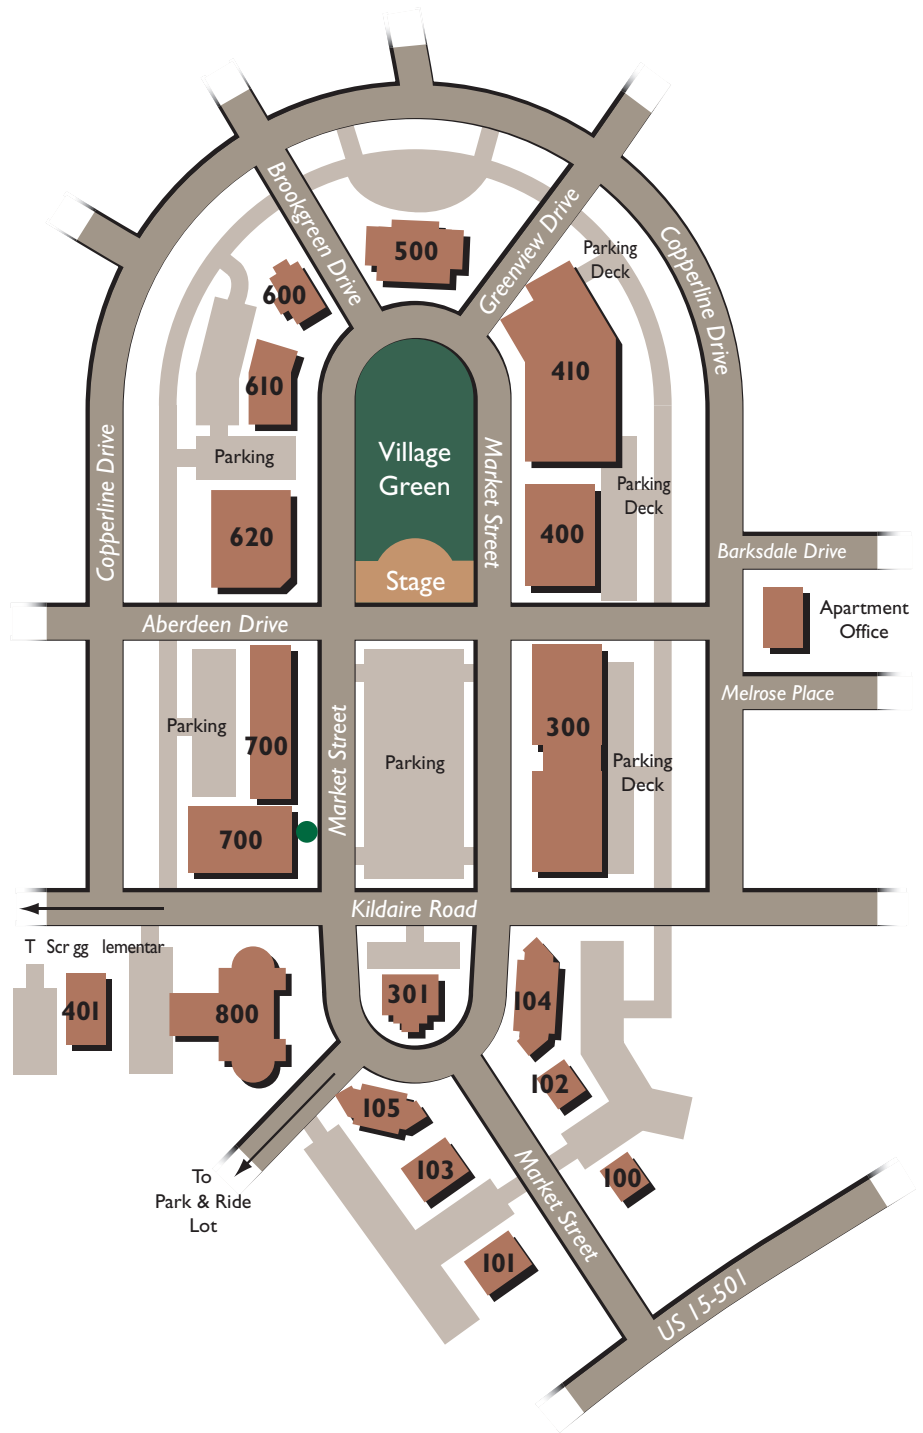 Brookgreen Drive
500
Greenview Drive
Parking
Deck
Copperline Drive
600
410
610
Village
Green
Market Street
Parking
Copperline Drive
Parking
Deck
620
400
Barksdale Drive
Stage
Apartment
Office
Aberdeen Drive
Melrose Place
Parking
700
Market Street
Parking
300
Parking
Deck
700
Kildaire Road
T Scr gg lementar
401
800
301
104
102
105
103
100
To
Park & Ride
Lot
Market Street
101
US 15-501